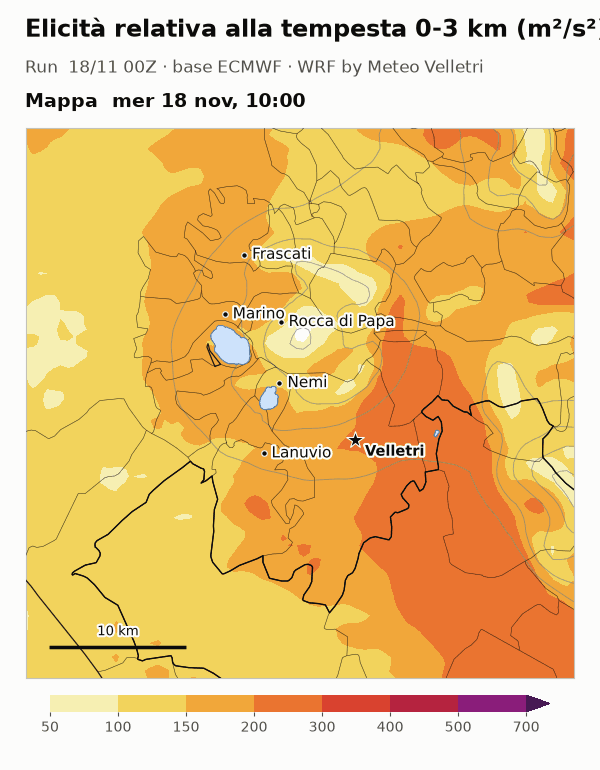 Elicità relativa alla tempesta 0-3 km (m²/s²)
Run  18/11 00Z · base ECMWF · WRF by Meteo Velletri
Mappa  mer 18 nov, 10:00
Frascati
Marino
Rocca di Papa
Nemi
Velletri
Lanuvio
10 km
50 100 150 200 300 400 500 700